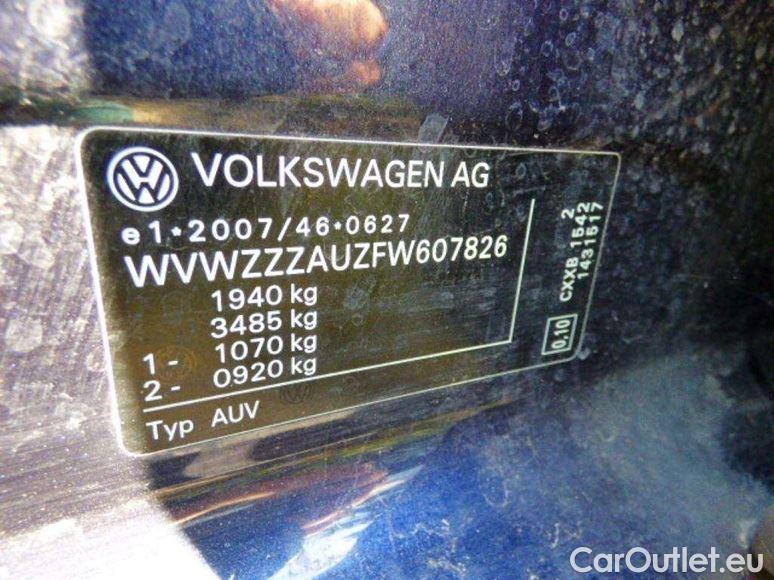 VOLKSWAGEN AG
e1*2007/46*0627
WVWZZZAUZFW607826
1940 kg
3485 kg
1 - 1070 kg
2 - 0920 kg
Typ AUV
2
CXXB 1542
1431517
0,10
CarOutlet.eu